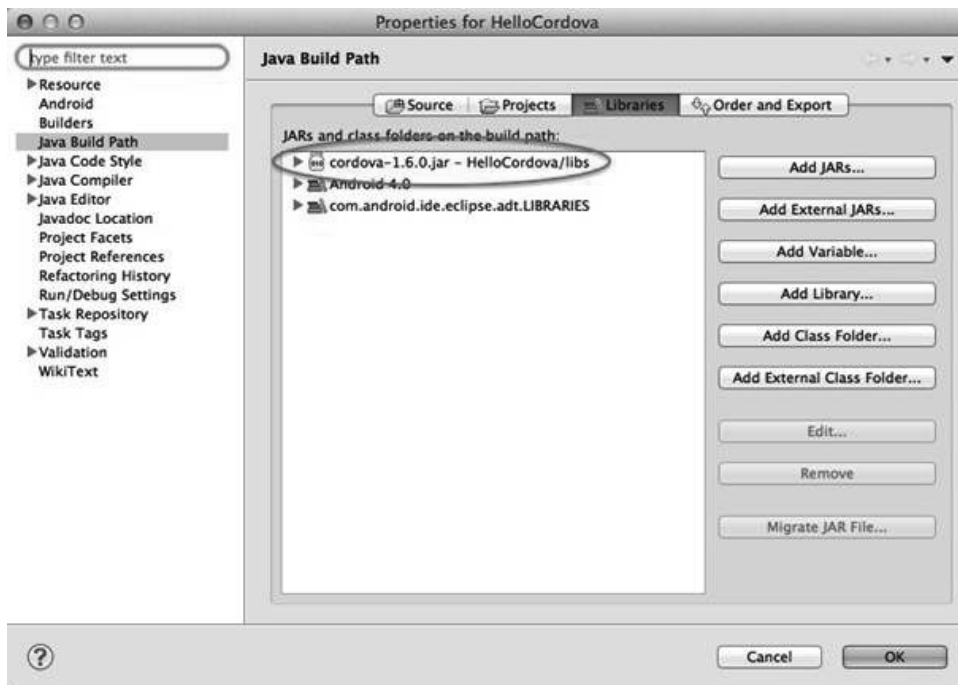 Properties for HelloCordova
type filter text
Resource
Android
Builders
Java Build Path
Java Code Style
Java Compiler
Java Editor
Javadoc Location
Project Facets
Project References
Refactoring History
Run/Debug Settings
Task Repository
Task Tags
Validation
WikiText
Java Build Path
Source Projects Libraries Order and Export
JARs and class folders on the build path:
cordova-1.6.0.jar - HelloCordova/libs
Android 4.0
com.android.ide.eclipse.adt.LIBRARIES
Add JARs...
Add External JARs...
Add Variable...
Add Library...
Add Class Folder...
Add External Class Folder...
Edit...
Remove
Migrate JAR File...
?
Cancel OK